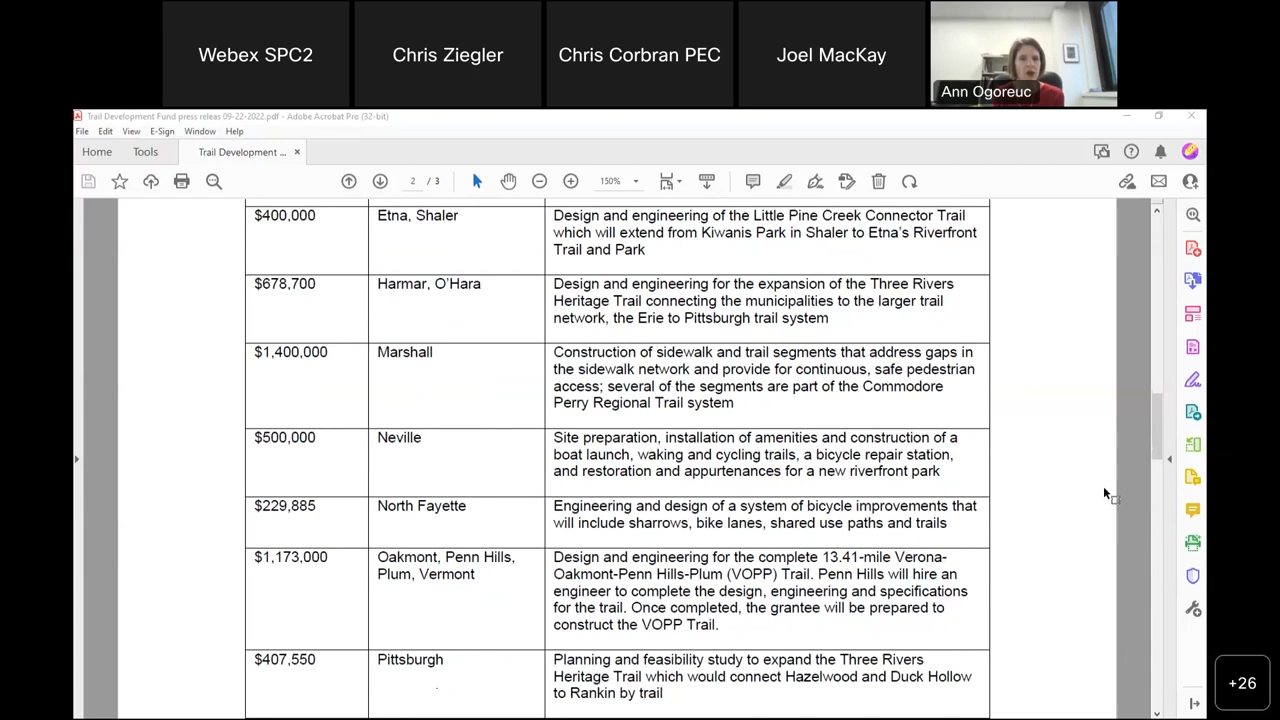 Webex SPC2
Chris Ziegler
Chris Corbran PEC
Joel MacKay
Ann Ogoreuc
Trail Development Fund press releas 09-22-2022.pdf - Adobe Acrobat Pro (32-bit)
File Edit View E-Sign Window Help
Home Tools Trail Development ... ×
2 / 3 150%
$400,000 Etna, Shaler Design and engineering of the Little Pine Creek Connector Trail
which will extend from Kiwanis Park in Shaler to Etna's Riverfront
Trail and Park
$678,700 Harmar, O'Hara Design and engineering for the expansion of the Three Rivers
Heritage Trail connecting the municipalities to the larger trail
network, the Erie to Pittsburgh trail system
$1,400,000 Marshall Construction of sidewalk and trail segments that address gaps in
the sidewalk network and provide for continuous, safe pedestrian
access; several of the segments are part of the Commodore
Perry Regional Trail system
$500,000 Neville Site preparation, installation of amenities and construction of a
boat launch, waking and cycling trails, a bicycle repair station,
and restoration and appurtenances for a new riverfront park
$229,885 North Fayette Engineering and design of a system of bicycle improvements that
will include sharrows, bike lanes, shared use paths and trails
$1,173,000 Oakmont, Penn Hills, Design and engineering for the complete 13.41-mile Verona-
Plum, Vermont Oakmont-Penn Hills-Plum (VOPP) Trail. Penn Hills will hire an
engineer to complete the design, engineering and specifications
for the trail. Once completed, the grantee will be prepared to
construct the VOPP Trail.
$407,550 Pittsburgh Planning and feasibility study to expand the Three Rivers
Heritage Trail which would connect Hazelwood and Duck Hollow
to Rankin by trail
+26